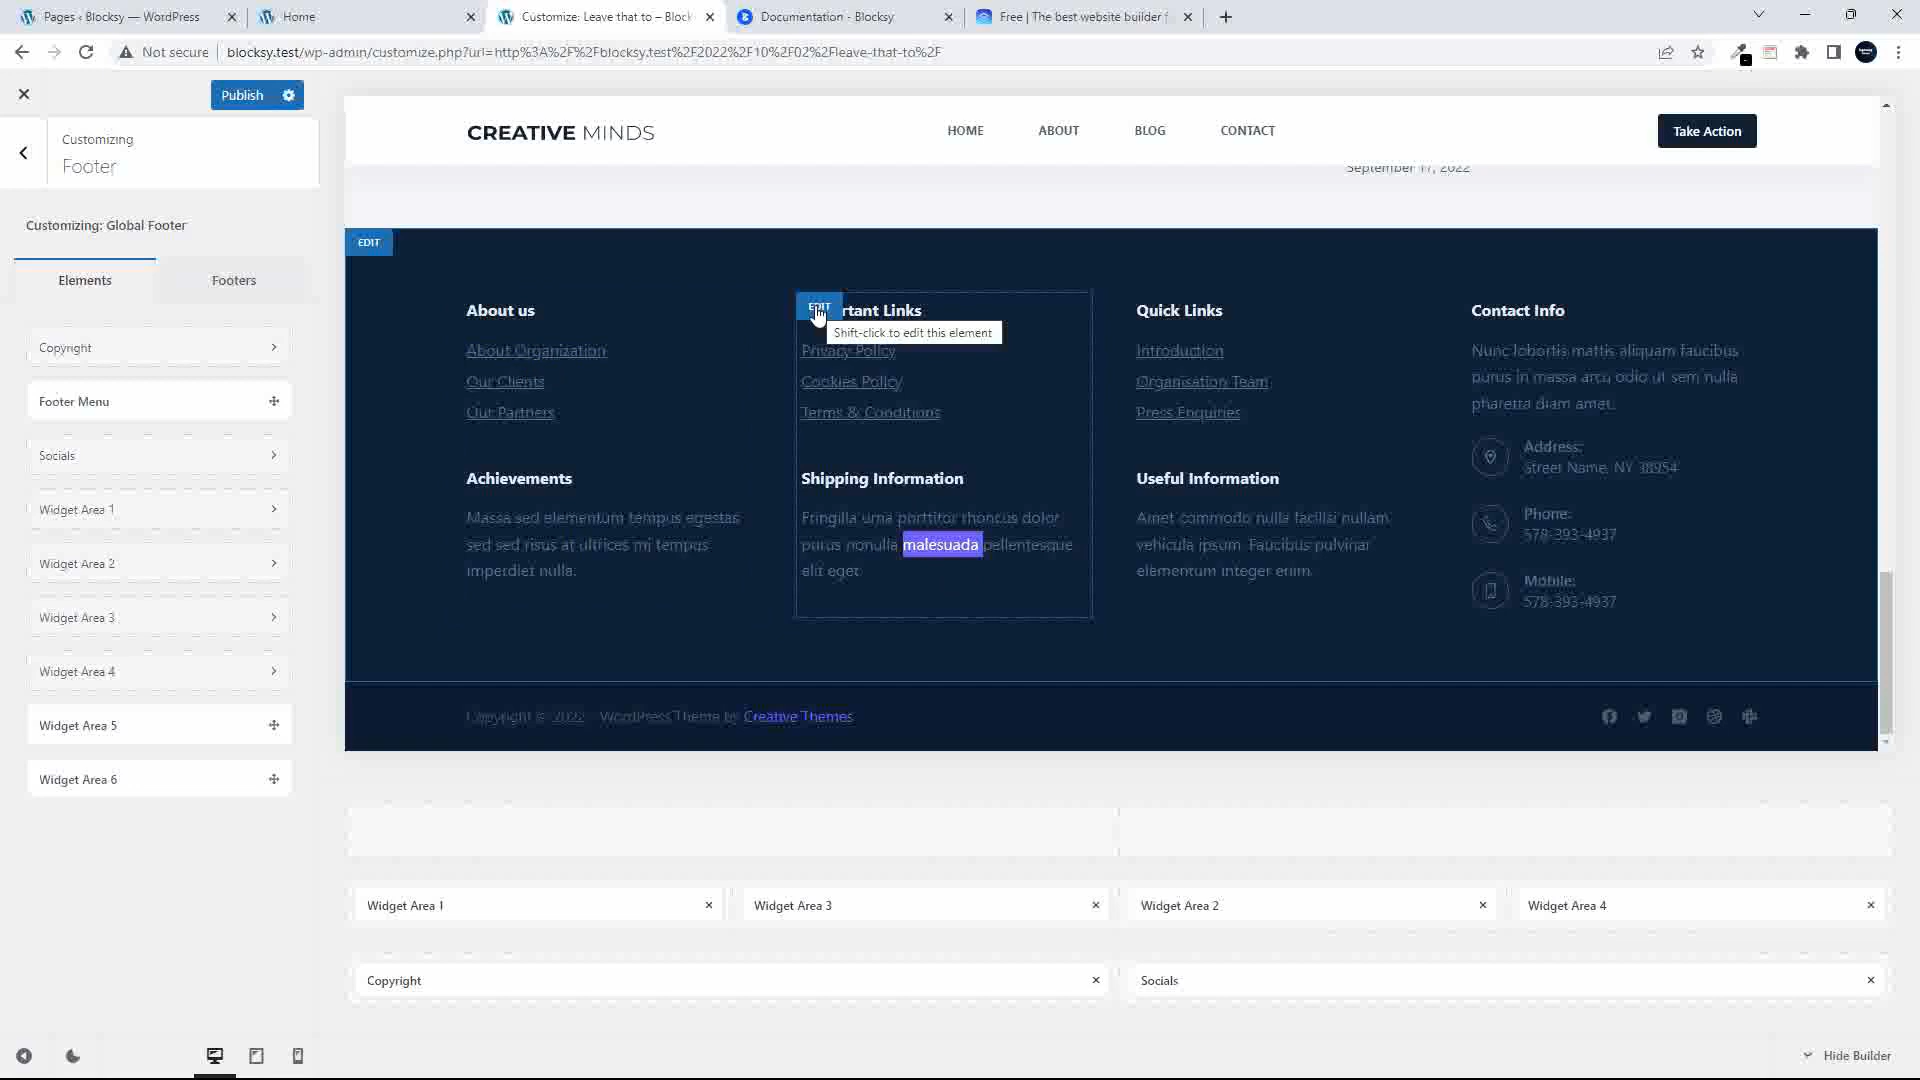 Pages ‹ Blocksy — WordPress
Home
Customize: Leave that to – Block
Documentation - Blocksy
Free | The best website builder f
Not secure
blocksy.test/wp-admin/customize.php?url=http%3A%2F%2Fblocksy.test%2F2022%2F10%2F02%2Fleave-that-to%2F
Publish
Customizing
Footer
Customizing: Global Footer
Elements
Footers
Copyright
Footer Menu
Socials
Widget Area 1
Widget Area 2
Widget Area 3
Widget Area 4
Widget Area 5
Widget Area 6
CREATIVE MINDS
HOME
ABOUT
BLOG
CONTACT
Take Action
September 17, 2022
EDIT
About us
About Organization
Our Clients
Our Partners
EDIT
rtant Links
Shift-click to edit this element
Privacy Policy
Cookies Policy
Terms & Conditions
Quick Links
Introduction
Organisation Team
Press Enquiries
Contact Info
Nunc lobortis mattis aliquam faucibus
purus in massa arcu odio ut sem nulla
pharetra diam amet.
Address:
Street Name, NY 38954
Phone:
578-393-4937
Mobile:
578-393-4937
Achievements
Massa sed elementum tempus egestas
sed sed risus at ultrices mi tempus
imperdiet nulla.
Shipping Information
Fringilla urna porttitor rhoncus dolor
purus nonulla malesuada pellentesque
elit eget.
Useful Information
Amet commodo nulla facilisi nullam
vehicula ipsum. Faucibus pulvinar
elementum integer enim.
Copyright © 2022 - WordPress Theme by Creative Themes
Widget Area 1
Widget Area 3
Widget Area 2
Widget Area 4
Copyright
Socials
Hide Builder